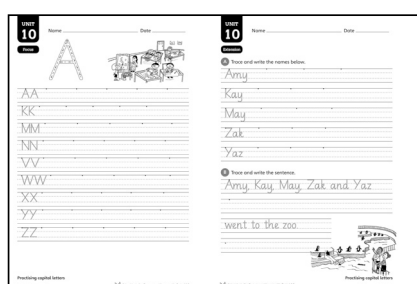 UNIT
10
Name
Date
Focus
A
AA
KK
MM
NN
VV
WW
XX
YY
ZZ
Practising capital letters
UNIT
10
Name
Date
Extension
A Trace and write the names below.
Amy
Kay
May
Zak
Yaz
B Trace and write the sentence.
Amy, Kay, May, Zak and Yaz
went to the zoo.
Practising capital letters